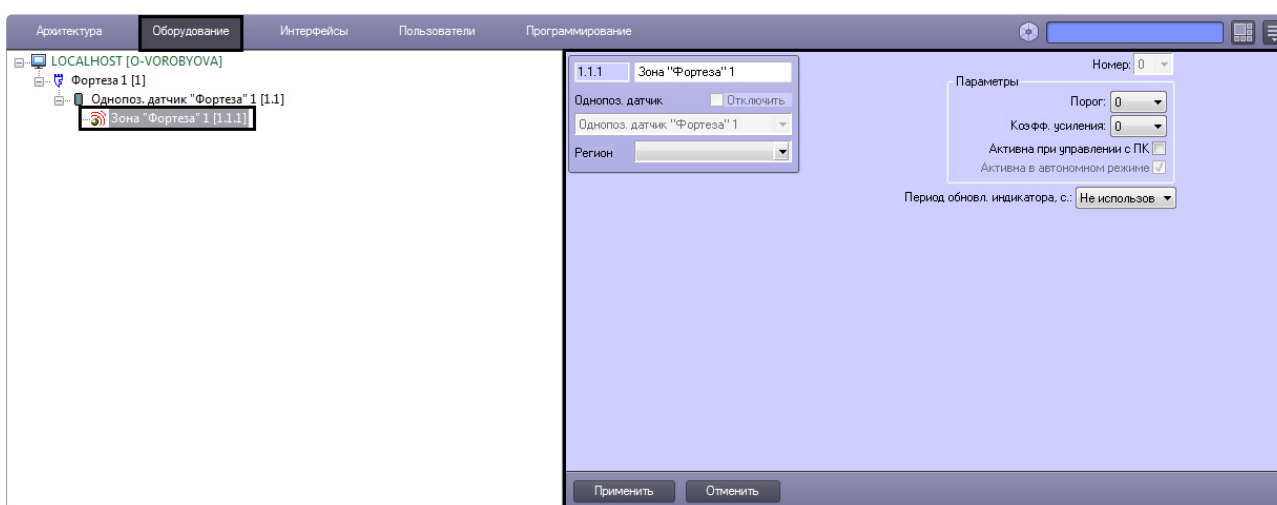 Архитектура Оборудование Интерфейсы Пользователи Программирование
LOCALHOST [O-VOROBYOVA]
Фортеза 1 [1]
Однопоз. датчик "Фортеза" 1 [1.1]
Зона "Фортеза" 1 [1.1.1]
1.1.1 Зона "Фортеза" 1
Однопоз. датчик Отключить
Однопоз. датчик "Фортеза" 1
Регион
Номер: 0
Параметры
Порог: 0
Коэфф. усиления: 0
Активна при управлении с ПК
Активна в автономном режиме
Период обновл. индикатора, с.: Не использов
Применить Отменить